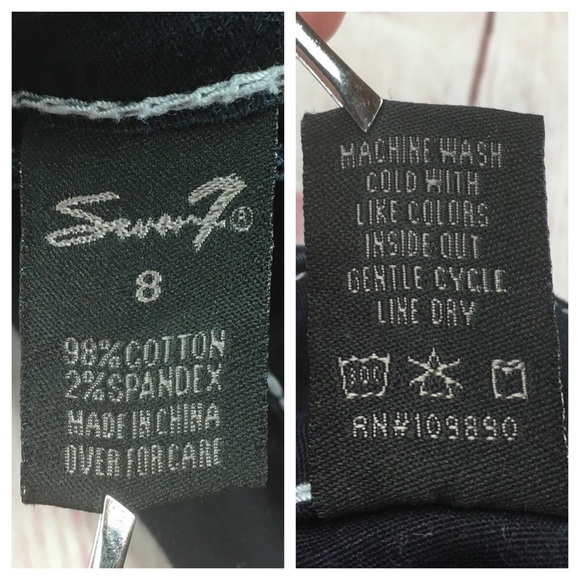 Seven7®
8
98% COTTON
2% SPANDEX
MADE IN CHINA
OVER FOR CARE
MACHINE WASH
COLD WITH
LIKE COLORS
INSIDE OUT
GENTLE CYCLE
LINE DRY
RN#109890